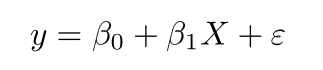 y = β₀ + β₁X + ε